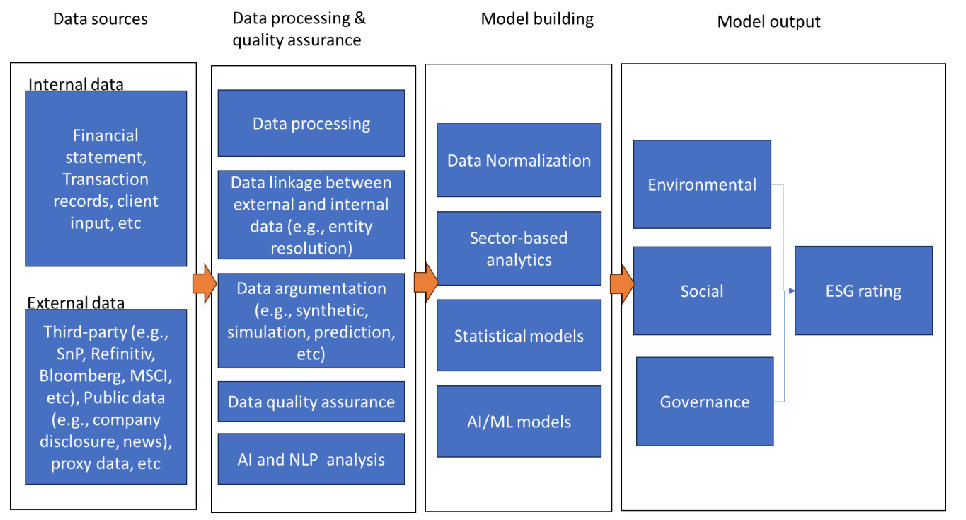 Data sources
Internal data
Financial
statement,
Transaction
records, client
input, etc
External data
Third-party (e.g.,
SnP, Refinitiv,
Bloomberg, MSCI,
etc), Public data
(e.g., company
disclosure, news),
proxy data, etc
Data processing &
quality assurance
Data processing
Data linkage between
external and internal
data (e.g., entity
resolution)
Data argumentation
(e.g., synthetic,
simulation, prediction,
etc)
Data quality assurance
AI and NLP analysis
Model building
Data Normalization
Sector-based
analytics
Statistical models
AI/ML models
Model output
Environmental
Social
Governance
ESG rating